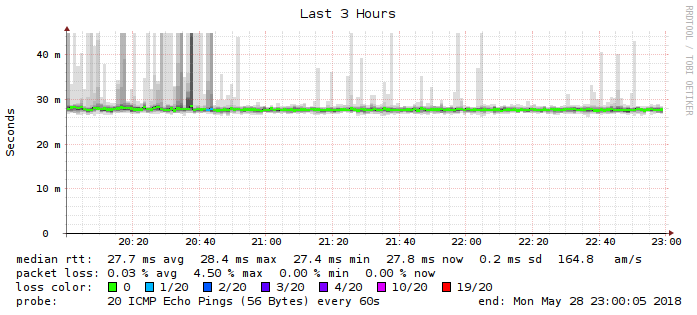 Last 3 Hours
RRDTOOL / TOBI OETIKER
Seconds
40 m
30 m
20 m
10 m
0
20:20 20:40 21:00 21:20 21:40 22:00 22:20 22:40 23:00
median rtt: 27.7 ms avg 28.4 ms max 27.4 ms min 27.8 ms now 0.2 ms sd 164.8 am/s
packet loss: 0.03 % avg 4.50 % max 0.00 % min 0.00 % now
loss color: 0 1/20 2/20 3/20 4/20 10/20 19/20
probe: 20 ICMP Echo Pings (56 Bytes) every 60s end: Mon May 28 23:00:05 2018